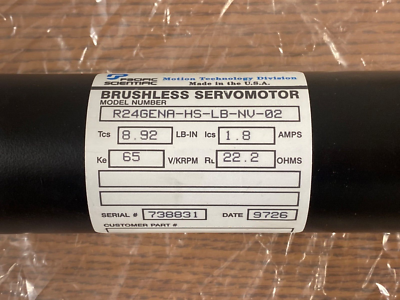 PACIFIC SCIENTIFIC
Motion Technology Division
Made in the U.S.A.
BRUSHLESS SERVOMOTOR
MODEL NUMBER
R24GENA-HS-LB-NV-02
Tcs 8.92 LB-IN Ics 1.8 AMPS
Ke 65 V/KRPM RL 22.2 OHMS
SERIAL # 738831 DATE 9726
CUSTOMER PART #